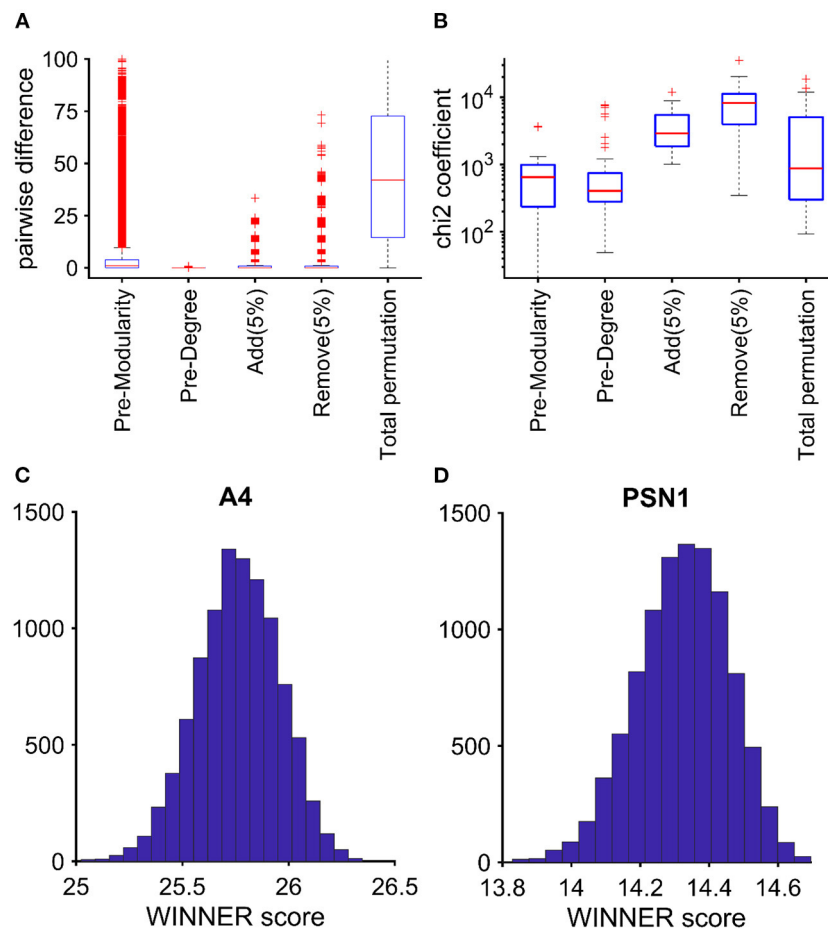 A
pairwise difference
100
75
50
25
0
Pre-Modularity
Pre-Degree
Add(5%)
Remove(5%)
Total permutation
B
chi2 coefficient
10^4
10^3
10^2
Pre-Modularity
Pre-Degree
Add(5%)
Remove(5%)
Total permutation
C
A4
1500
1000
500
0
25
25.5
26
26.5
WINNER score
D
PSN1
1500
1000
500
0
13.8
14
14.2
14.4
14.6
WINNER score